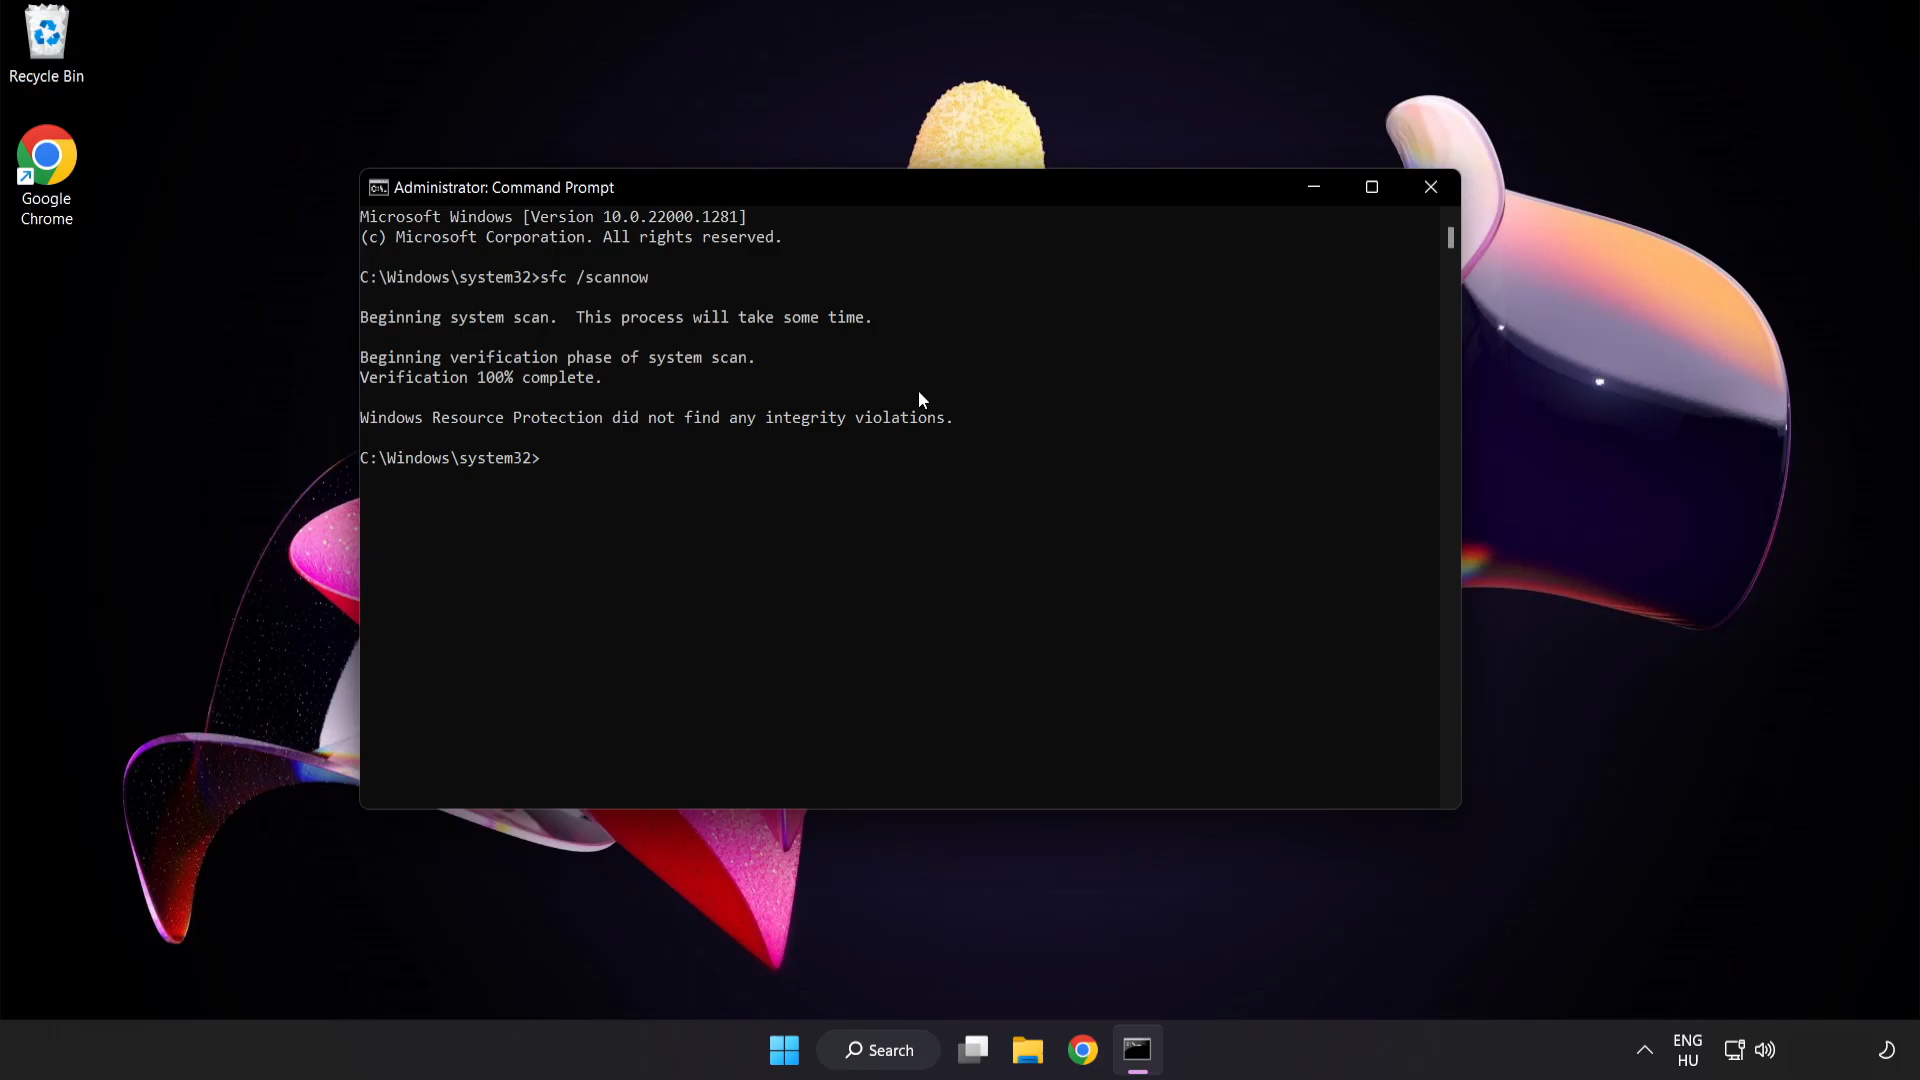 Recycle Bin
Google
Chrome
Administrator: Command Prompt
Microsoft Windows [Version 10.0.22000.1281]
(c) Microsoft Corporation. All rights reserved.
C:\Windows\system32>sfc /scannow
Beginning system scan.  This process will take some time.
Beginning verification phase of system scan.
Verification 100% complete.
Windows Resource Protection did not find any integrity violations.
C:\Windows\system32>
Search
ENG
HU